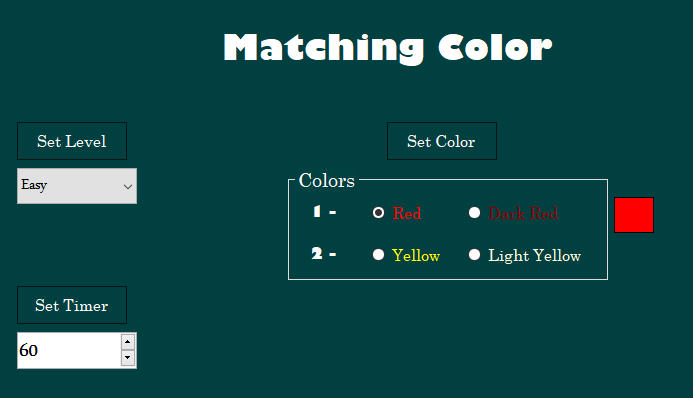 Matching Color
Set Level
Set Color
Easy
Colors
1 - Red Dark Red
2 - Yellow Light Yellow
Set Timer
60